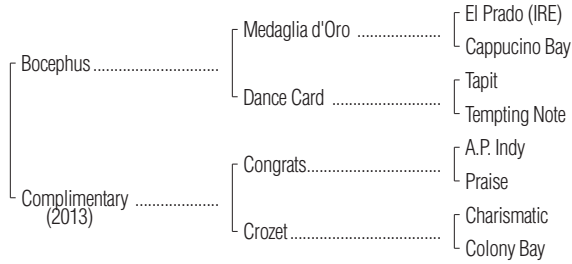 El Prado (IRE)
Medaglia d'Oro
Cappucino Bay
Bocephus
Tapit
Dance Card
Tempting Note
A.P. Indy
Congrats
Praise
Complimentary
(2013)
Charismatic
Crozet
Colony Bay